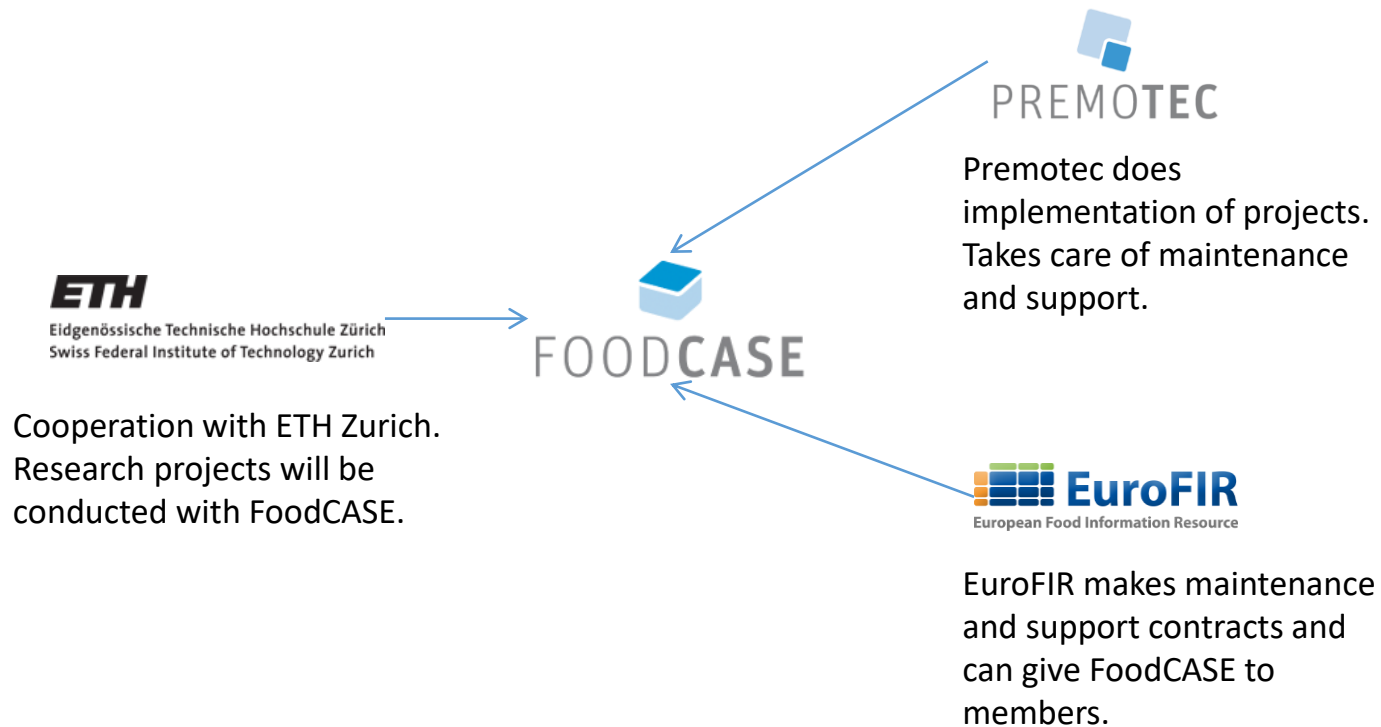 PREMOTEC
Premotec does
implementation of projects.
Takes care of maintenance
and support.
ETH
Eidgenössische Technische Hochschule Zürich
Swiss Federal Institute of Technology Zurich
FOODCASE
Cooperation with ETH Zurich.
Research projects will be
conducted with FoodCASE.
EuroFIR
European Food Information Resource
EuroFIR makes maintenance
and support contracts and
can give FoodCASE to
members.